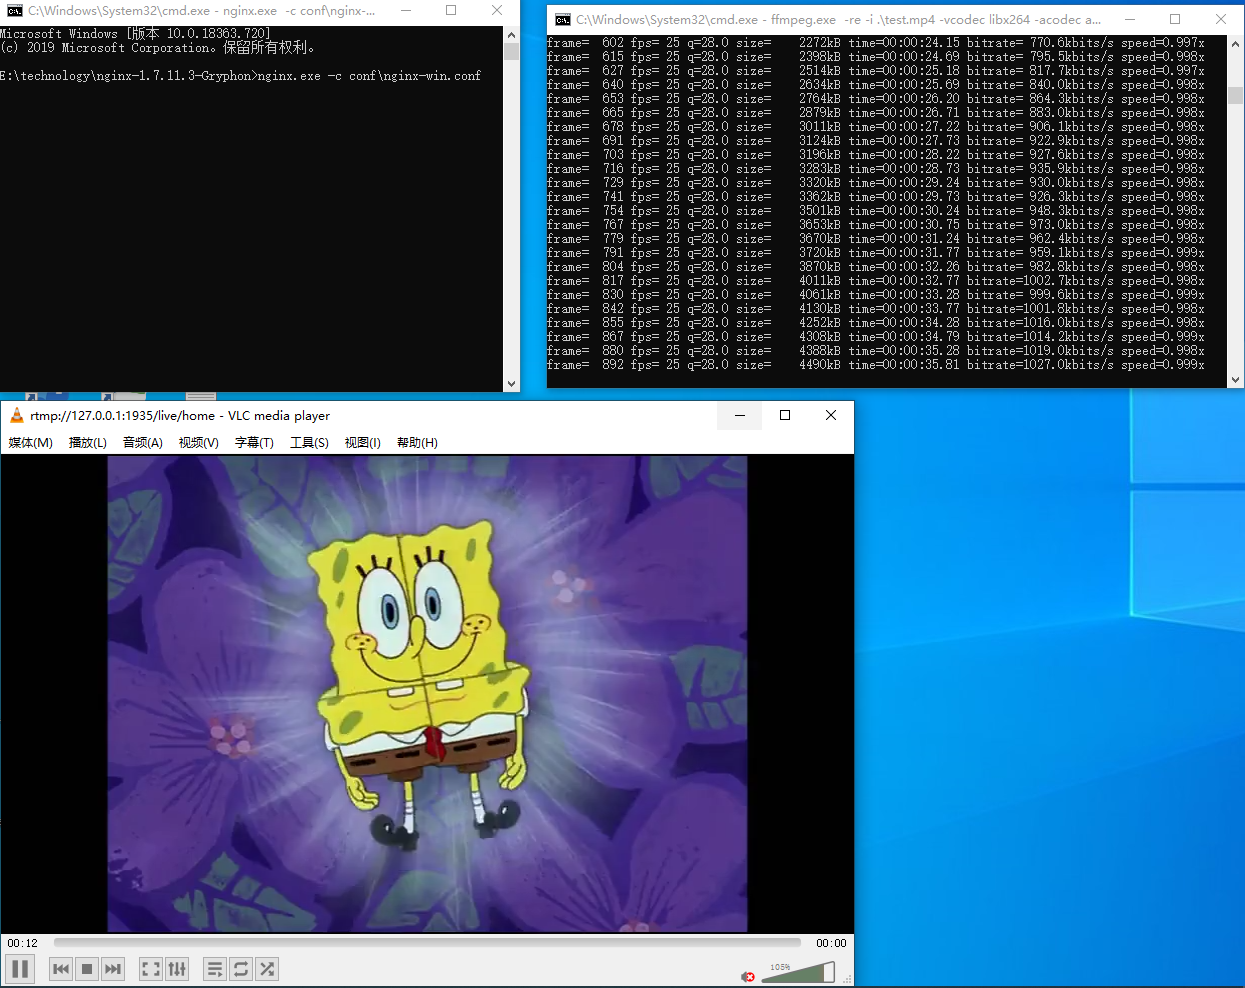 C:\Windows\System32\cmd.exe - nginx.exe  -c conf\nginx-...
Microsoft Windows [版本 10.0.18363.720]
(c) 2019 Microsoft Corporation。保留所有权利。
E:\technology\nginx-1.7.11.3-Gryphon>nginx.exe -c conf\nginx-win.conf
C:\Windows\System32\cmd.exe - ffmpeg.exe  -re -i .\test.mp4 -vcodec libx264 -acodec a...
frame=  602 fps= 25 q=28.0 size=    2272kB time=00:00:24.15 bitrate= 770.6kbits/s speed=0.997x
frame=  615 fps= 25 q=28.0 size=    2398kB time=00:00:24.69 bitrate= 795.5kbits/s speed=0.998x
frame=  627 fps= 25 q=28.0 size=    2514kB time=00:00:25.18 bitrate= 817.7kbits/s speed=0.997x
frame=  640 fps= 25 q=28.0 size=    2634kB time=00:00:25.69 bitrate= 840.0kbits/s speed=0.998x
frame=  653 fps= 25 q=28.0 size=    2764kB time=00:00:26.20 bitrate= 864.3kbits/s speed=0.998x
frame=  665 fps= 25 q=28.0 size=    2879kB time=00:00:26.71 bitrate= 883.0kbits/s speed=0.998x
frame=  678 fps= 25 q=28.0 size=    3011kB time=00:00:27.22 bitrate= 906.1kbits/s speed=0.998x
frame=  691 fps= 25 q=28.0 size=    3124kB time=00:00:27.73 bitrate= 922.9kbits/s speed=0.998x
frame=  703 fps= 25 q=28.0 size=    3196kB time=00:00:28.22 bitrate= 927.6kbits/s speed=0.998x
frame=  716 fps= 25 q=28.0 size=    3283kB time=00:00:28.73 bitrate= 935.9kbits/s speed=0.998x
frame=  729 fps= 25 q=28.0 size=    3320kB time=00:00:29.24 bitrate= 930.0kbits/s speed=0.998x
frame=  741 fps= 25 q=28.0 size=    3362kB time=00:00:29.73 bitrate= 926.3kbits/s speed=0.998x
frame=  754 fps= 25 q=28.0 size=    3501kB time=00:00:30.24 bitrate= 948.3kbits/s speed=0.998x
frame=  767 fps= 25 q=28.0 size=    3653kB time=00:00:30.75 bitrate= 973.0kbits/s speed=0.998x
frame=  779 fps= 25 q=28.0 size=    3670kB time=00:00:31.24 bitrate= 962.4kbits/s speed=0.998x
frame=  791 fps= 25 q=28.0 size=    3720kB time=00:00:31.77 bitrate= 959.1kbits/s speed=0.999x
frame=  804 fps= 25 q=28.0 size=    3870kB time=00:00:32.26 bitrate= 982.8kbits/s speed=0.998x
frame=  817 fps= 25 q=28.0 size=    4011kB time=00:00:32.77 bitrate=1002.7kbits/s speed=0.998x
frame=  830 fps= 25 q=28.0 size=    4061kB time=00:00:33.28 bitrate= 999.6kbits/s speed=0.999x
frame=  842 fps= 25 q=28.0 size=    4130kB time=00:00:33.77 bitrate=1001.8kbits/s speed=0.999x
frame=  855 fps= 25 q=28.0 size=    4252kB time=00:00:34.28 bitrate=1016.0kbits/s speed=0.998x
frame=  867 fps= 25 q=28.0 size=    4308kB time=00:00:34.79 bitrate=1014.2kbits/s speed=0.999x
frame=  880 fps= 25 q=28.0 size=    4388kB time=00:00:35.28 bitrate=1019.0kbits/s speed=0.998x
frame=  892 fps= 25 q=28.0 size=    4490kB time=00:00:35.81 bitrate=1027.0kbits/s speed=0.999x
rtmp://127.0.0.1:1935/live/home - VLC media player
媒体(M) 播放(L) 音频(A) 视频(V) 字幕(T) 工具(S) 视图(I) 帮助(H)
00:12 00:00
105%